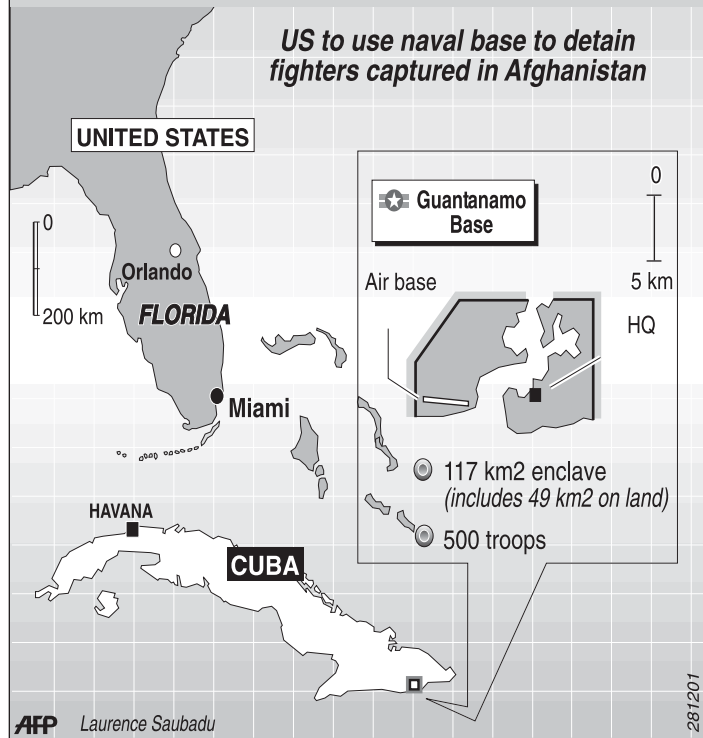 US to use naval base to detain
fighters captured in Afghanistan
UNITED STATES
0
200 km
Orlando
FLORIDA
Miami
Guantanamo
Base
0
5 km
Air base
HQ
117 km2 enclave
(includes 49 km2 on land)
500 troops
HAVANA
CUBA
AFP
Laurence Saubadu
281201